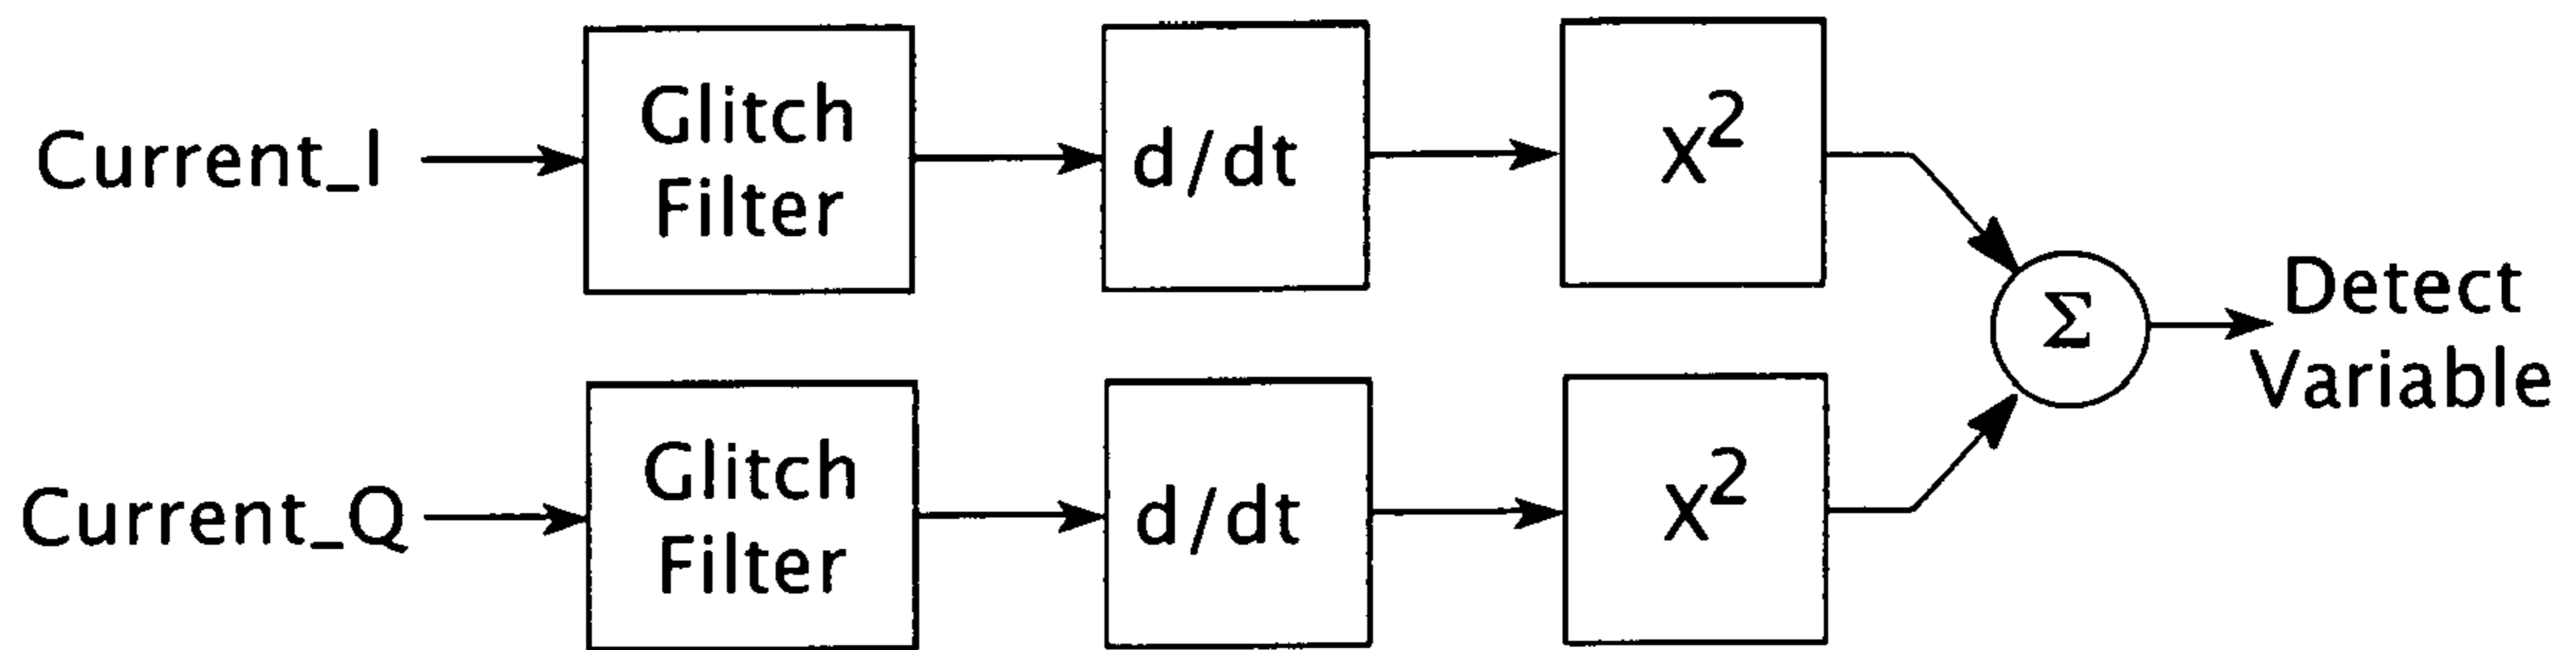 Current_I
Glitch
Filter
d/dt
X²
Σ
Detect
Variable
Current_Q
Glitch
Filter
d/dt
X²